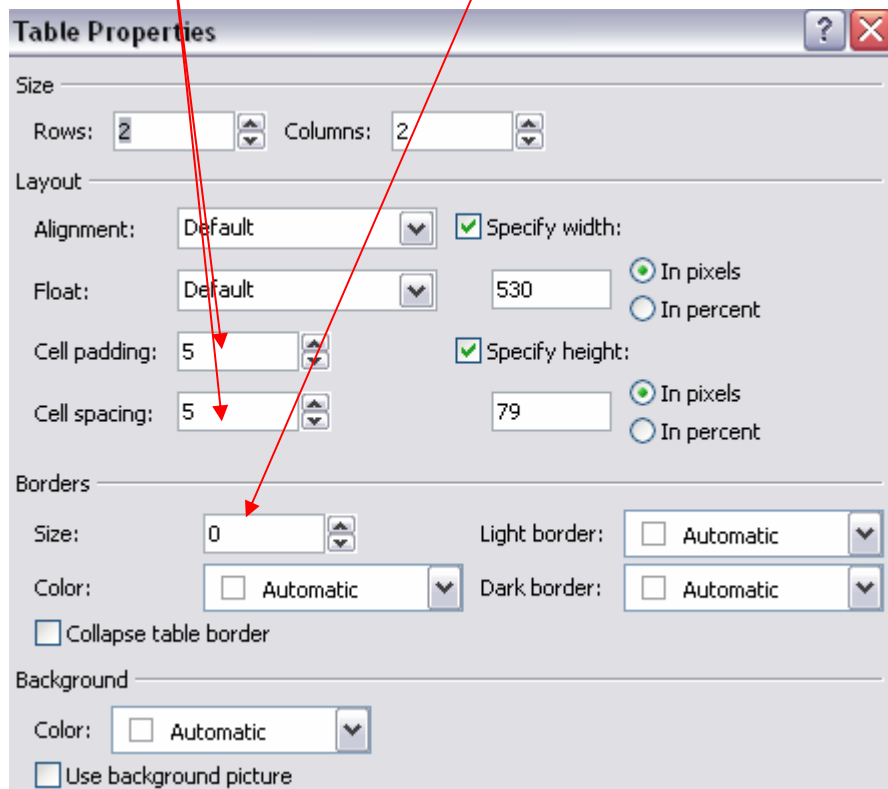 Table Properties
Size
Rows: 2 Columns: 2
Layout
Alignment: Default Specify width:
Float: Default 530 In pixels
In percent
Cell padding: 5 Specify height:
Cell spacing: 5 79 In pixels
In percent
Borders
Size: 0 Light border: Automatic
Color: Automatic Dark border: Automatic
Collapse table border
Background
Color: Automatic
Use background picture